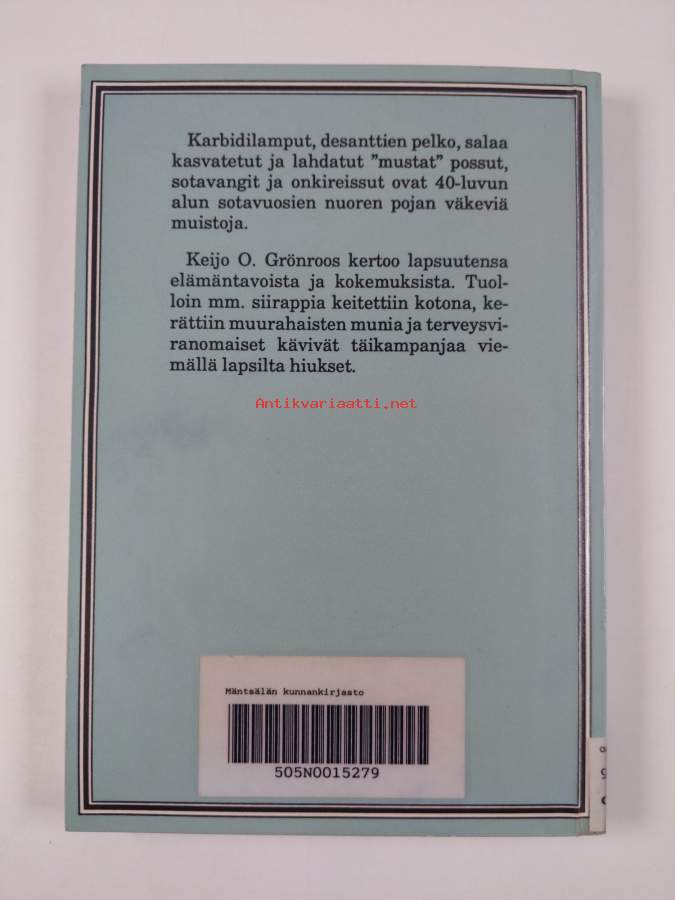 Karbidilamput, desanttien pelko, salaa
kasvatetut ja lahdatut ”mustat” possut,
sotavangit ja onkireissut ovat 40-luvun
alun sotavuosien nuoren pojan väkeviä
muistoja.
Keijo O. Grönroos kertoo lapsuutensa
elämäntavoista ja kokemuksista. Tuol-
loin mm. siirappia keitettiin kotona, ke-
rättiin muurahaisten munia ja terveysvi-
ranomaiset kävivät täikampanjaa vie-
mällä lapsilta hiukset.
Antikvariaatti.net
Mäntsälän kunnankirjasto
505N0015279